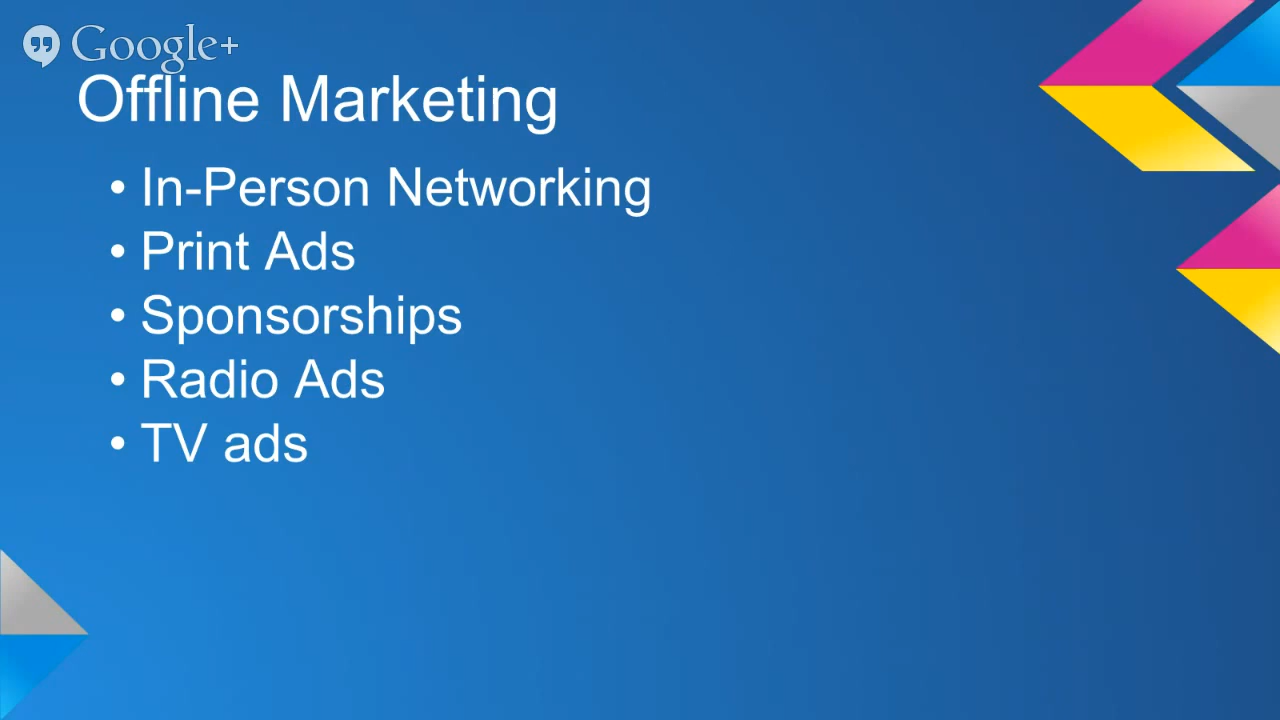 Google+
Offline Marketing
• In-Person Networking
• Print Ads
• Sponsorships
• Radio Ads
• TV ads